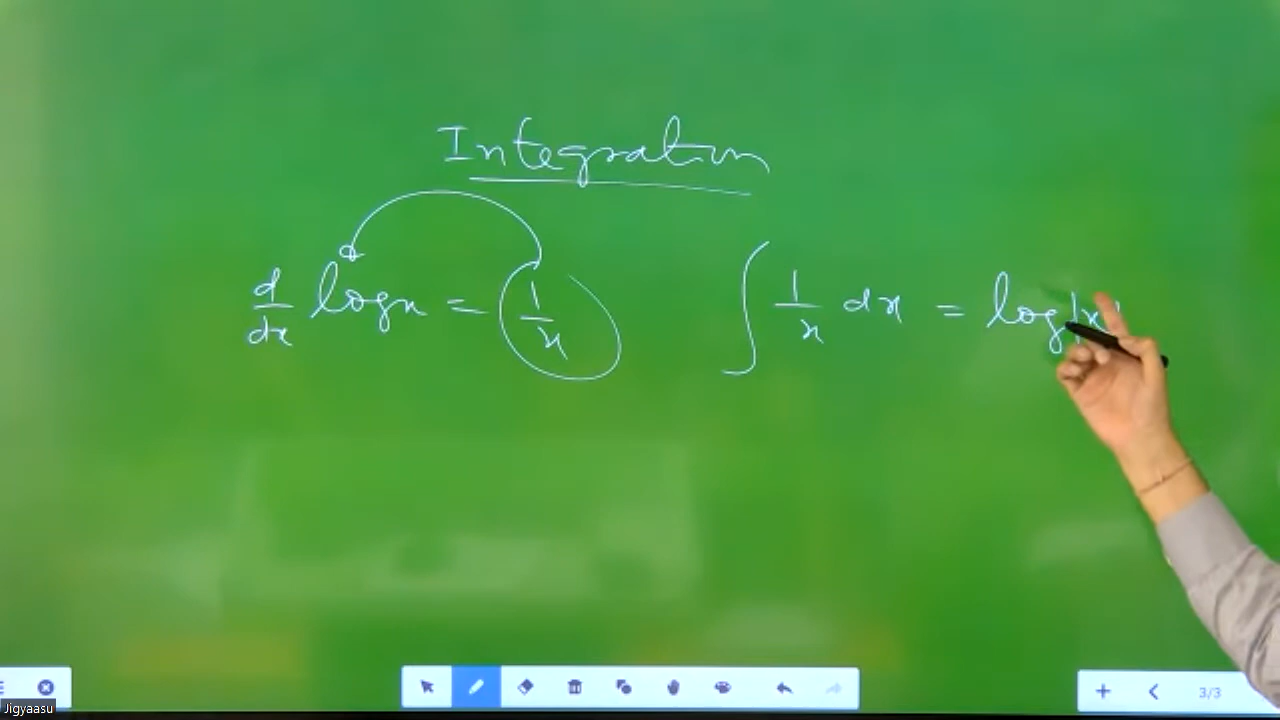 Integration
d/dx log x = 1/x ∫ 1/x dx = log|x|
3/3
Jigyaasu